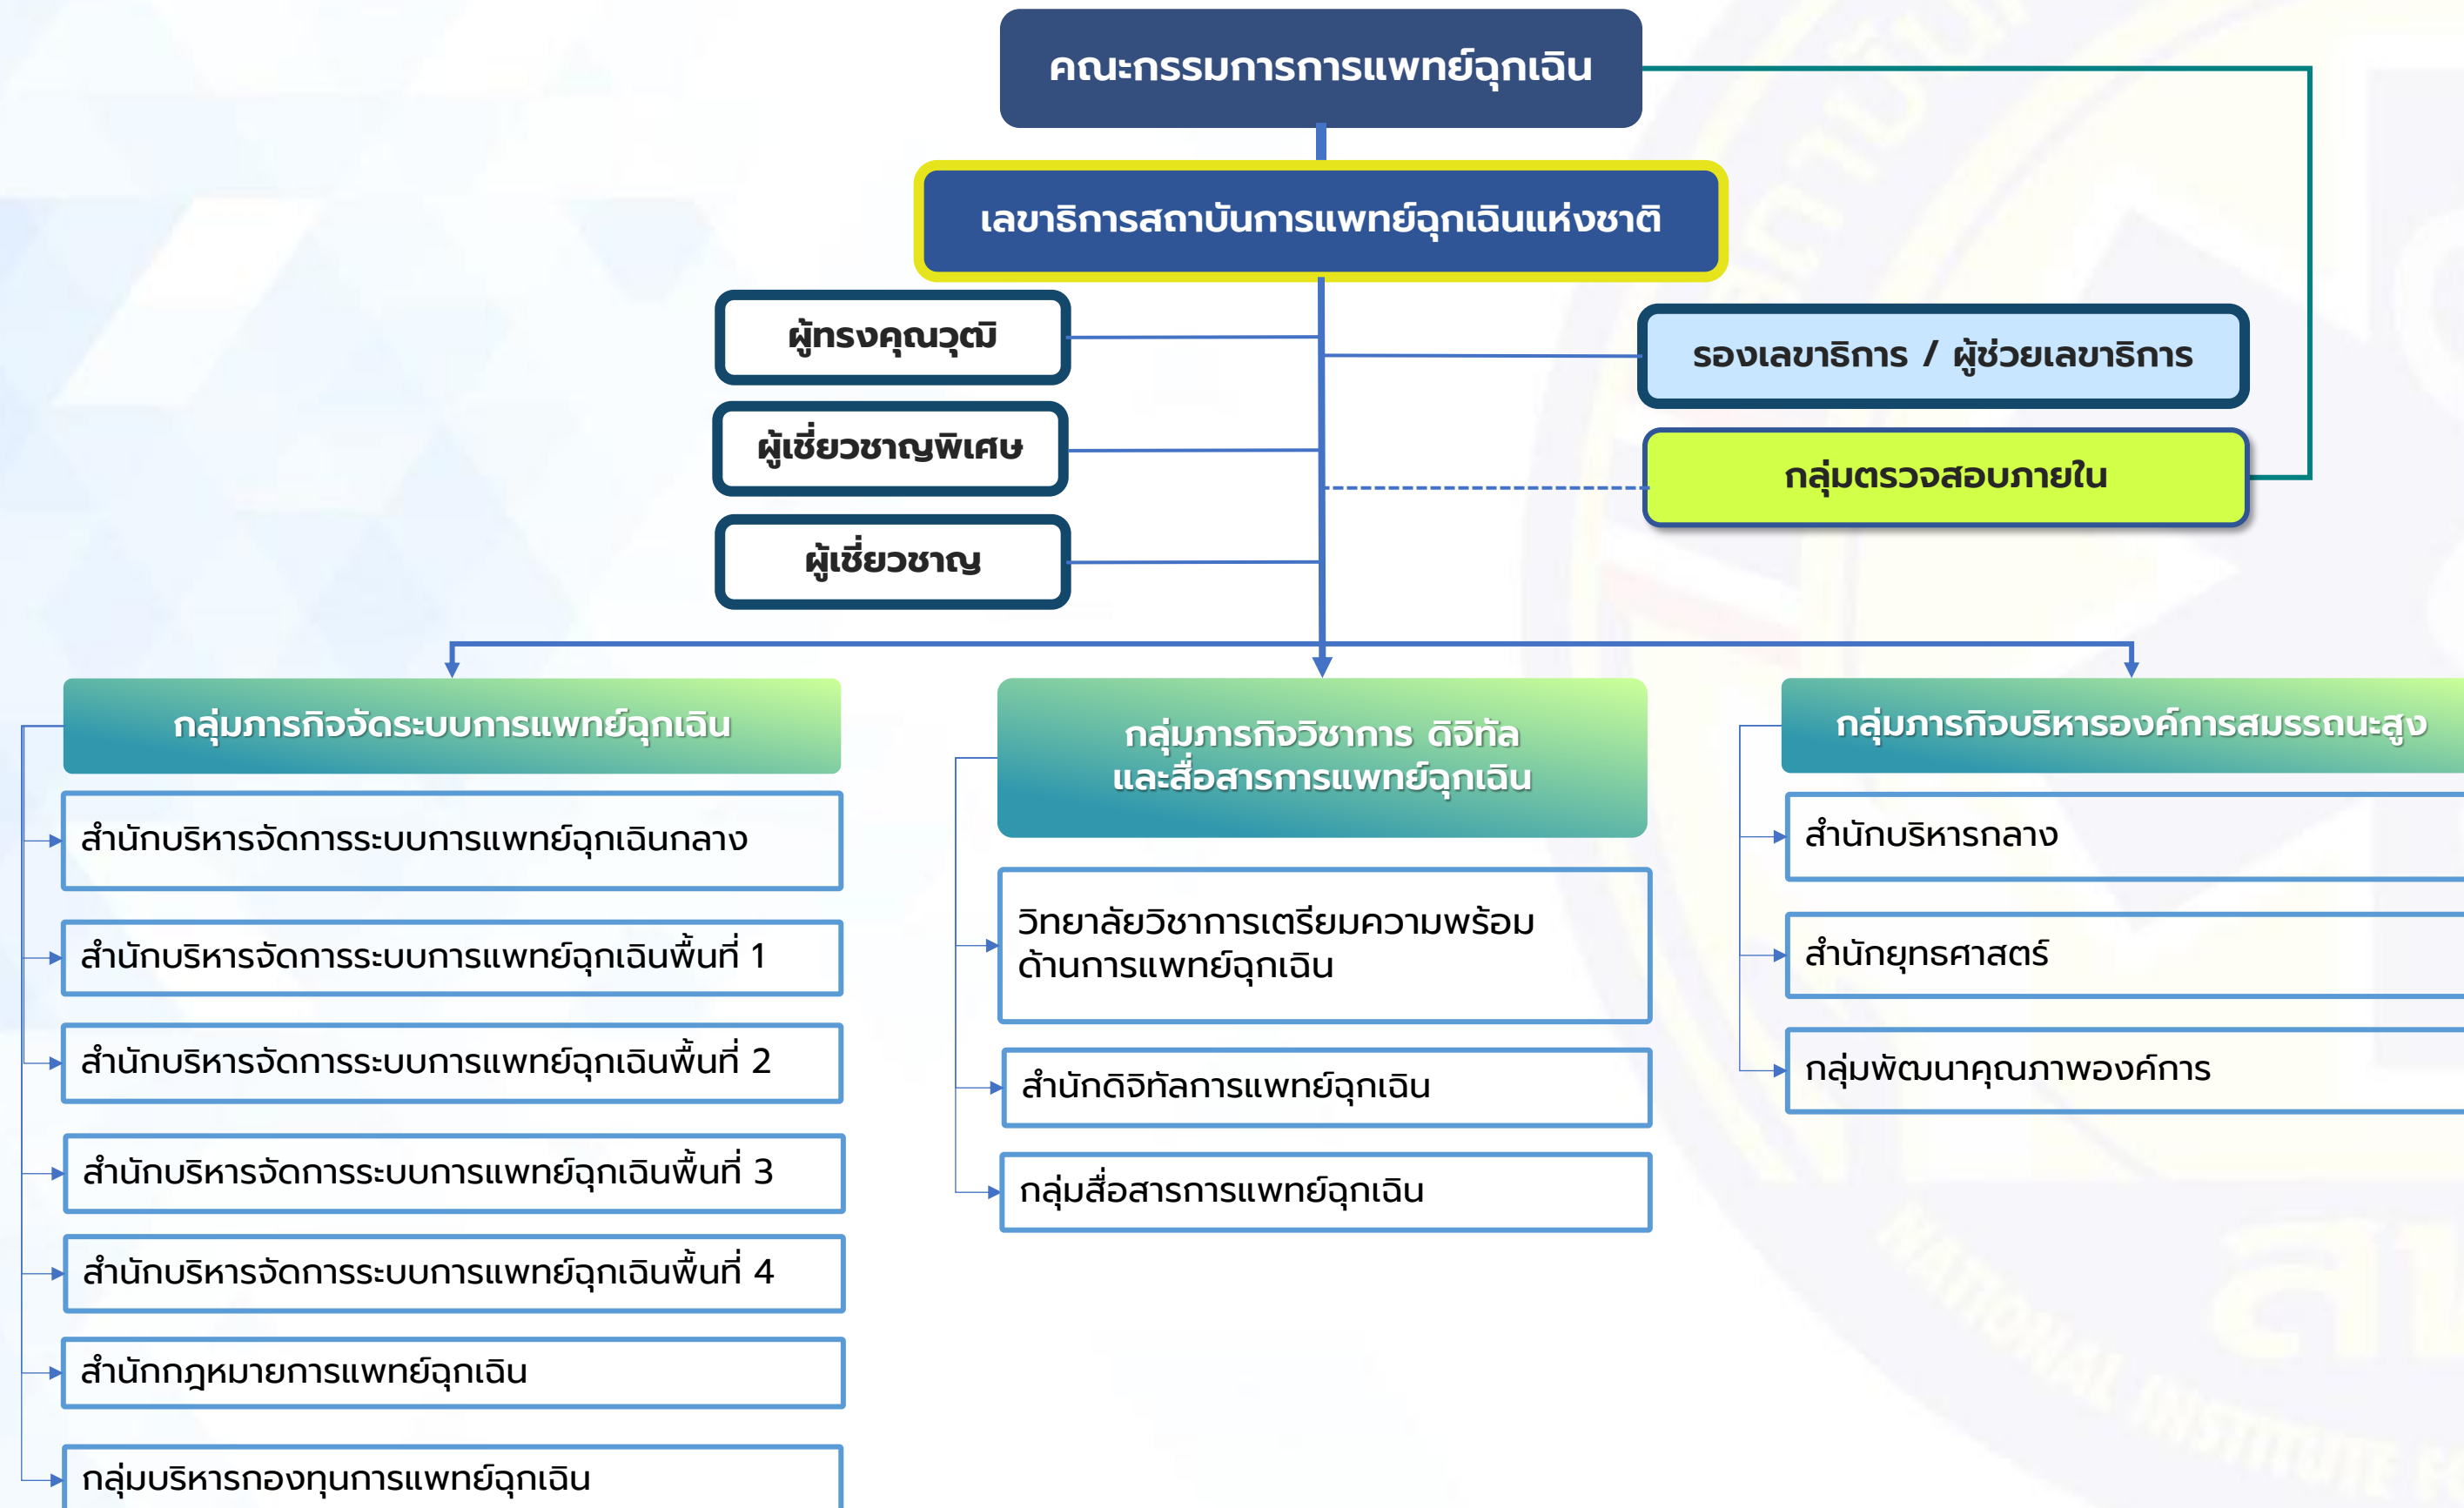 คณะกรรมการการแพทย์ฉุกเฉิน
เลขาธิการสถาบันการแพทย์ฉุกเฉินแห่งชาติ
ผู้ทรงคุณวุฒิ
รองเลขาธิการ / ผู้ช่วยเลขาธิการ
ผู้เชี่ยวชาญพิเศษ
กลุ่มตรวจสอบภายใน
ผู้เชี่ยวชาญ
กลุ่มภารกิจจัดระบบการแพทย์ฉุกเฉิน
สำนักบริหารจัดการระบบการแพทย์ฉุกเฉินกลาง
สำนักบริหารจัดการระบบการแพทย์ฉุกเฉินพื้นที่ 1
สำนักบริหารจัดการระบบการแพทย์ฉุกเฉินพื้นที่ 2
สำนักบริหารจัดการระบบการแพทย์ฉุกเฉินพื้นที่ 3
สำนักบริหารจัดการระบบการแพทย์ฉุกเฉินพื้นที่ 4
สำนักกฎหมายการแพทย์ฉุกเฉิน
กลุ่มบริหารกองทุนการแพทย์ฉุกเฉิน
กลุ่มภารกิจวิชาการ ดิจิทัล
และสื่อสารการแพทย์ฉุกเฉิน
วิทยาลัยวิชาการเตรียมความพร้อม
ด้านการแพทย์ฉุกเฉิน
สำนักดิจิทัลการแพทย์ฉุกเฉิน
กลุ่มสื่อสารการแพทย์ฉุกเฉิน
กลุ่มภารกิจบริหารองค์การสมรรถนะสูง
สำนักบริหารกลาง
สำนักยุทธศาสตร์
กลุ่มพัฒนาคุณภาพองค์การ
NATIONAL INSTITUTE